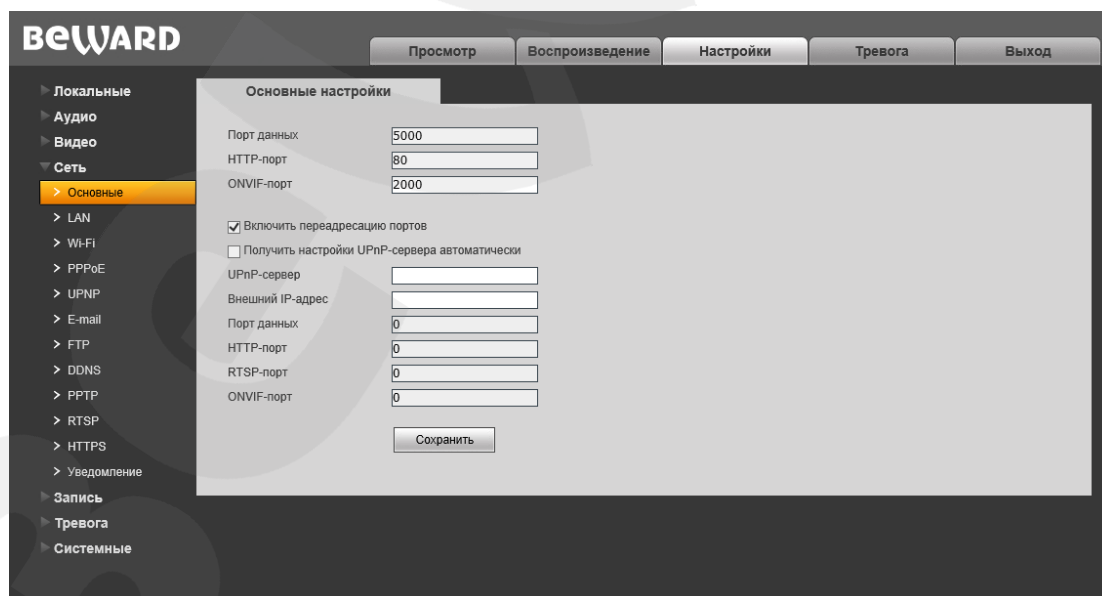 BEWARD
Просмотр
Воспроизведение
Настройки
Тревога
Выход
Локальные
Аудио
Видео
Сеть
> Основные
> LAN
> Wi-Fi
> PPPoE
> UPNP
> E-mail
> FTP
> DDNS
> PPTP
> RTSP
> HTTPS
> Уведомление
Запись
Тревога
Системные
Основные настройки
Порт данных 5000
HTTP-порт 80
ONVIF-порт 2000
Включить переадресацию портов
Получить настройки UPnP-сервера автоматически
UPnP-сервер
Внешний IP-адрес
Порт данных 0
HTTP-порт 0
RTSP-порт 0
ONVIF-порт 0
Сохранить